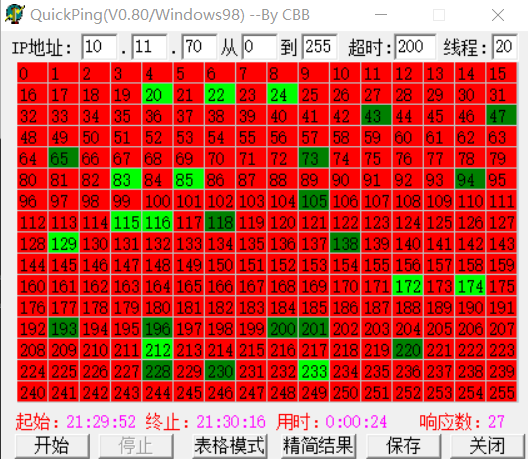 QuickPing(V0.80/Windows98) --By CBB
IP地址: 10 . 11 . 70 从 0 到 255 超时: 200 线程: 20
0 1 2 3 4 5 6 7 8 9 10 11 12 13 14 15
16 17 18 19 20 21 22 23 24 25 26 27 28 29 30 31
32 33 34 35 36 37 38 39 40 41 42 43 44 45 46 47
48 49 50 51 52 53 54 55 56 57 58 59 60 61 62 63
64 65 66 67 68 69 70 71 72 73 74 75 76 77 78 79
80 81 82 83 84 85 86 87 88 89 90 91 92 93 94 95
96 97 98 99 100 101 102 103 104 105 106 107 108 109 110 111
112 113 114 115 116 117 118 119 120 121 122 123 124 125 126 127
128 129 130 131 132 133 134 135 136 137 138 139 140 141 142 143
144 145 146 147 148 149 150 151 152 153 154 155 156 157 158 159
160 161 162 163 164 165 166 167 168 169 170 171 172 173 174 175
176 177 178 179 180 181 182 183 184 185 186 187 188 189 190 191
192 193 194 195 196 197 198 199 200 201 202 203 204 205 206 207
208 209 210 211 212 213 214 215 216 217 218 219 220 221 222 223
224 225 226 227 228 229 230 231 232 233 234 235 236 237 238 239
240 241 242 243 244 245 246 247 248 249 250 251 252 253 254 255
起始: 21:29:52 终止: 21:30:16 用时: 0:00:24 响应数: 27
开始 停止 表格模式 精简结果 保存 关闭